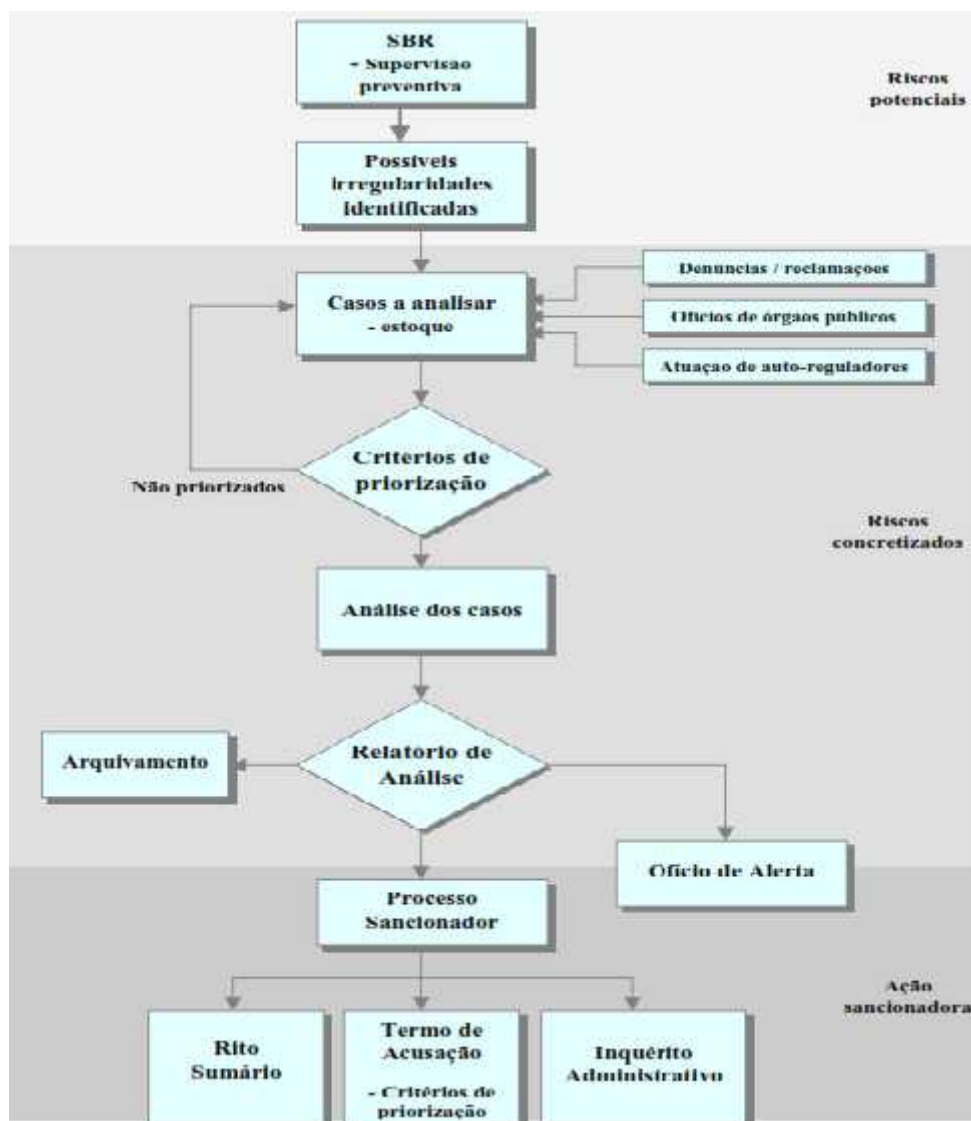 SBR
- Supervisão
preventiva
Riscos
potenciais
Possíveis
irregularidades
identificadas
Casos a analisar
- estoque
Denúncias / reclamações
Ofícios de órgãos públicos
Atuação de auto-reguladores
Critérios de
priorização
Não priorizados
Riscos
concretizados
Análise dos casos
Relatório de
Análise
Arquivamento
Ofício de Alerta
Processo
Sancionador
Ação
sancionadora
Rito
Sumário
Termo de
Acusação
- Critérios de
priorização
Inquérito
Administrativo